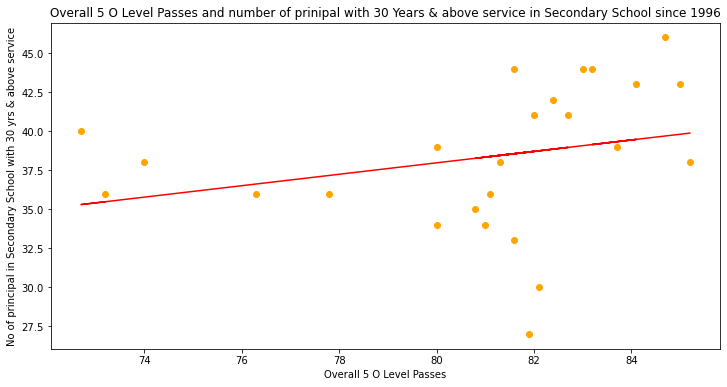 Overall 5 O Level Passes and number of prinipal with 30 Years & above service in Secondary School since 1996
No of principal in Secondary School with 30 yrs & above service
45.0
42.5
40.0
37.5
35.0
32.5
30.0
27.5
74 76 78 80 82 84
Overall 5 O Level Passes